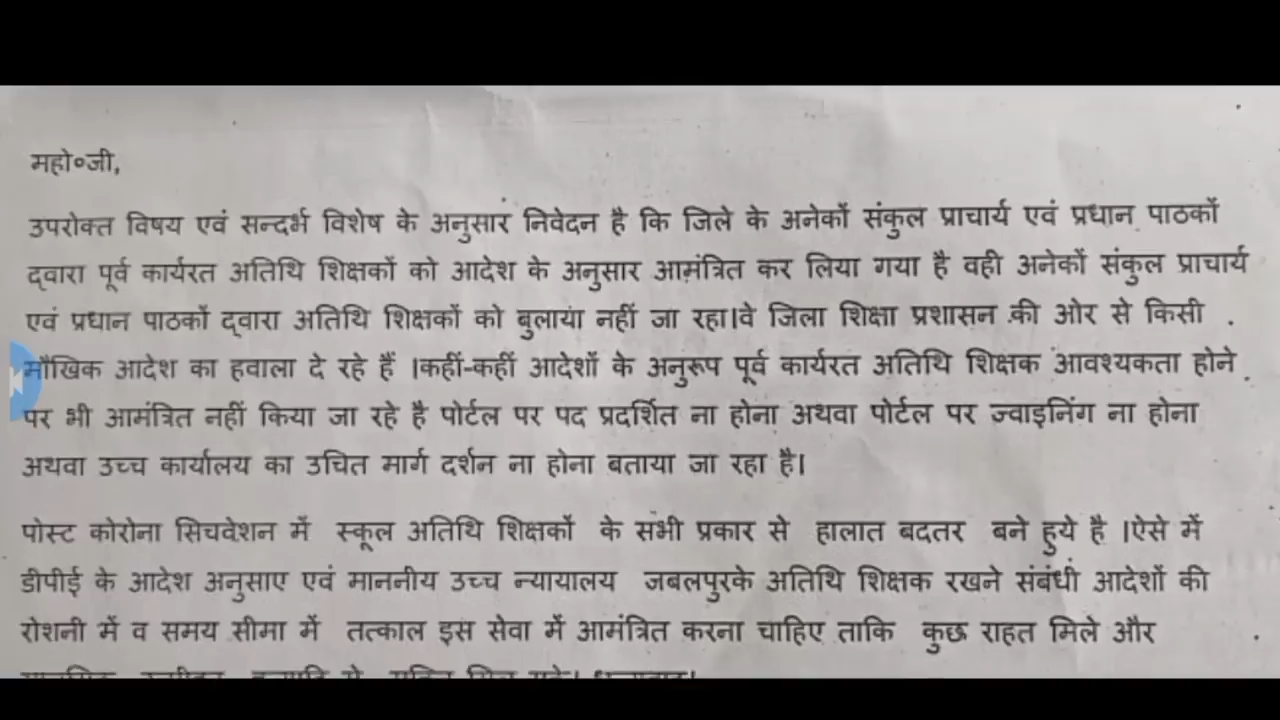 महो०जी,
उपरोक्त विषय एवं सन्दर्भ विशेष के अनुसार निवेदन है कि जिले के अनेकों संकुल प्राचार्य एवं प्रधान पाठकों
द्वारा पूर्व कार्यरत अतिथि शिक्षकों को आदेश के अनुसार आमंत्रित कर लिया गया है वही अनेकों संकुल प्राचार्य
एवं प्रधान पाठकों द्वारा अतिथि शिक्षकों को बुलाया नहीं जा रहा।वे जिला शिक्षा प्रशासन की ओर से किसी
मौखिक आदेश का हवाला दे रहे हैं ।कहीं-कहीं आदेशों के अनुरूप पूर्व कार्यरत अतिथि शिक्षक आवश्यकता होने
पर भी आमंत्रित नहीं किया जा रहे है पोर्टल पर पद प्रदर्शित ना होना अथवा पोर्टल पर ज्वाइनिंग ना होना
अथवा उच्च कार्यालय का उचित मार्ग दर्शन ना होना बताया जा रहा है।
पोस्ट कोरोना सिचवेशन में स्कूल अतिथि शिक्षकों के सभी प्रकार से हालात बदतर बने हुये है ।ऐसे में
डीपीई के आदेश अनुसाए एवं माननीय उच्च न्यायालय जबलपुरके अतिथि शिक्षक रखने संबंधी आदेशों की
रोशनी में व समय सीमा में तत्काल इस सेवा में आमंत्रित करना चाहिए ताकि कुछ राहत मिले और